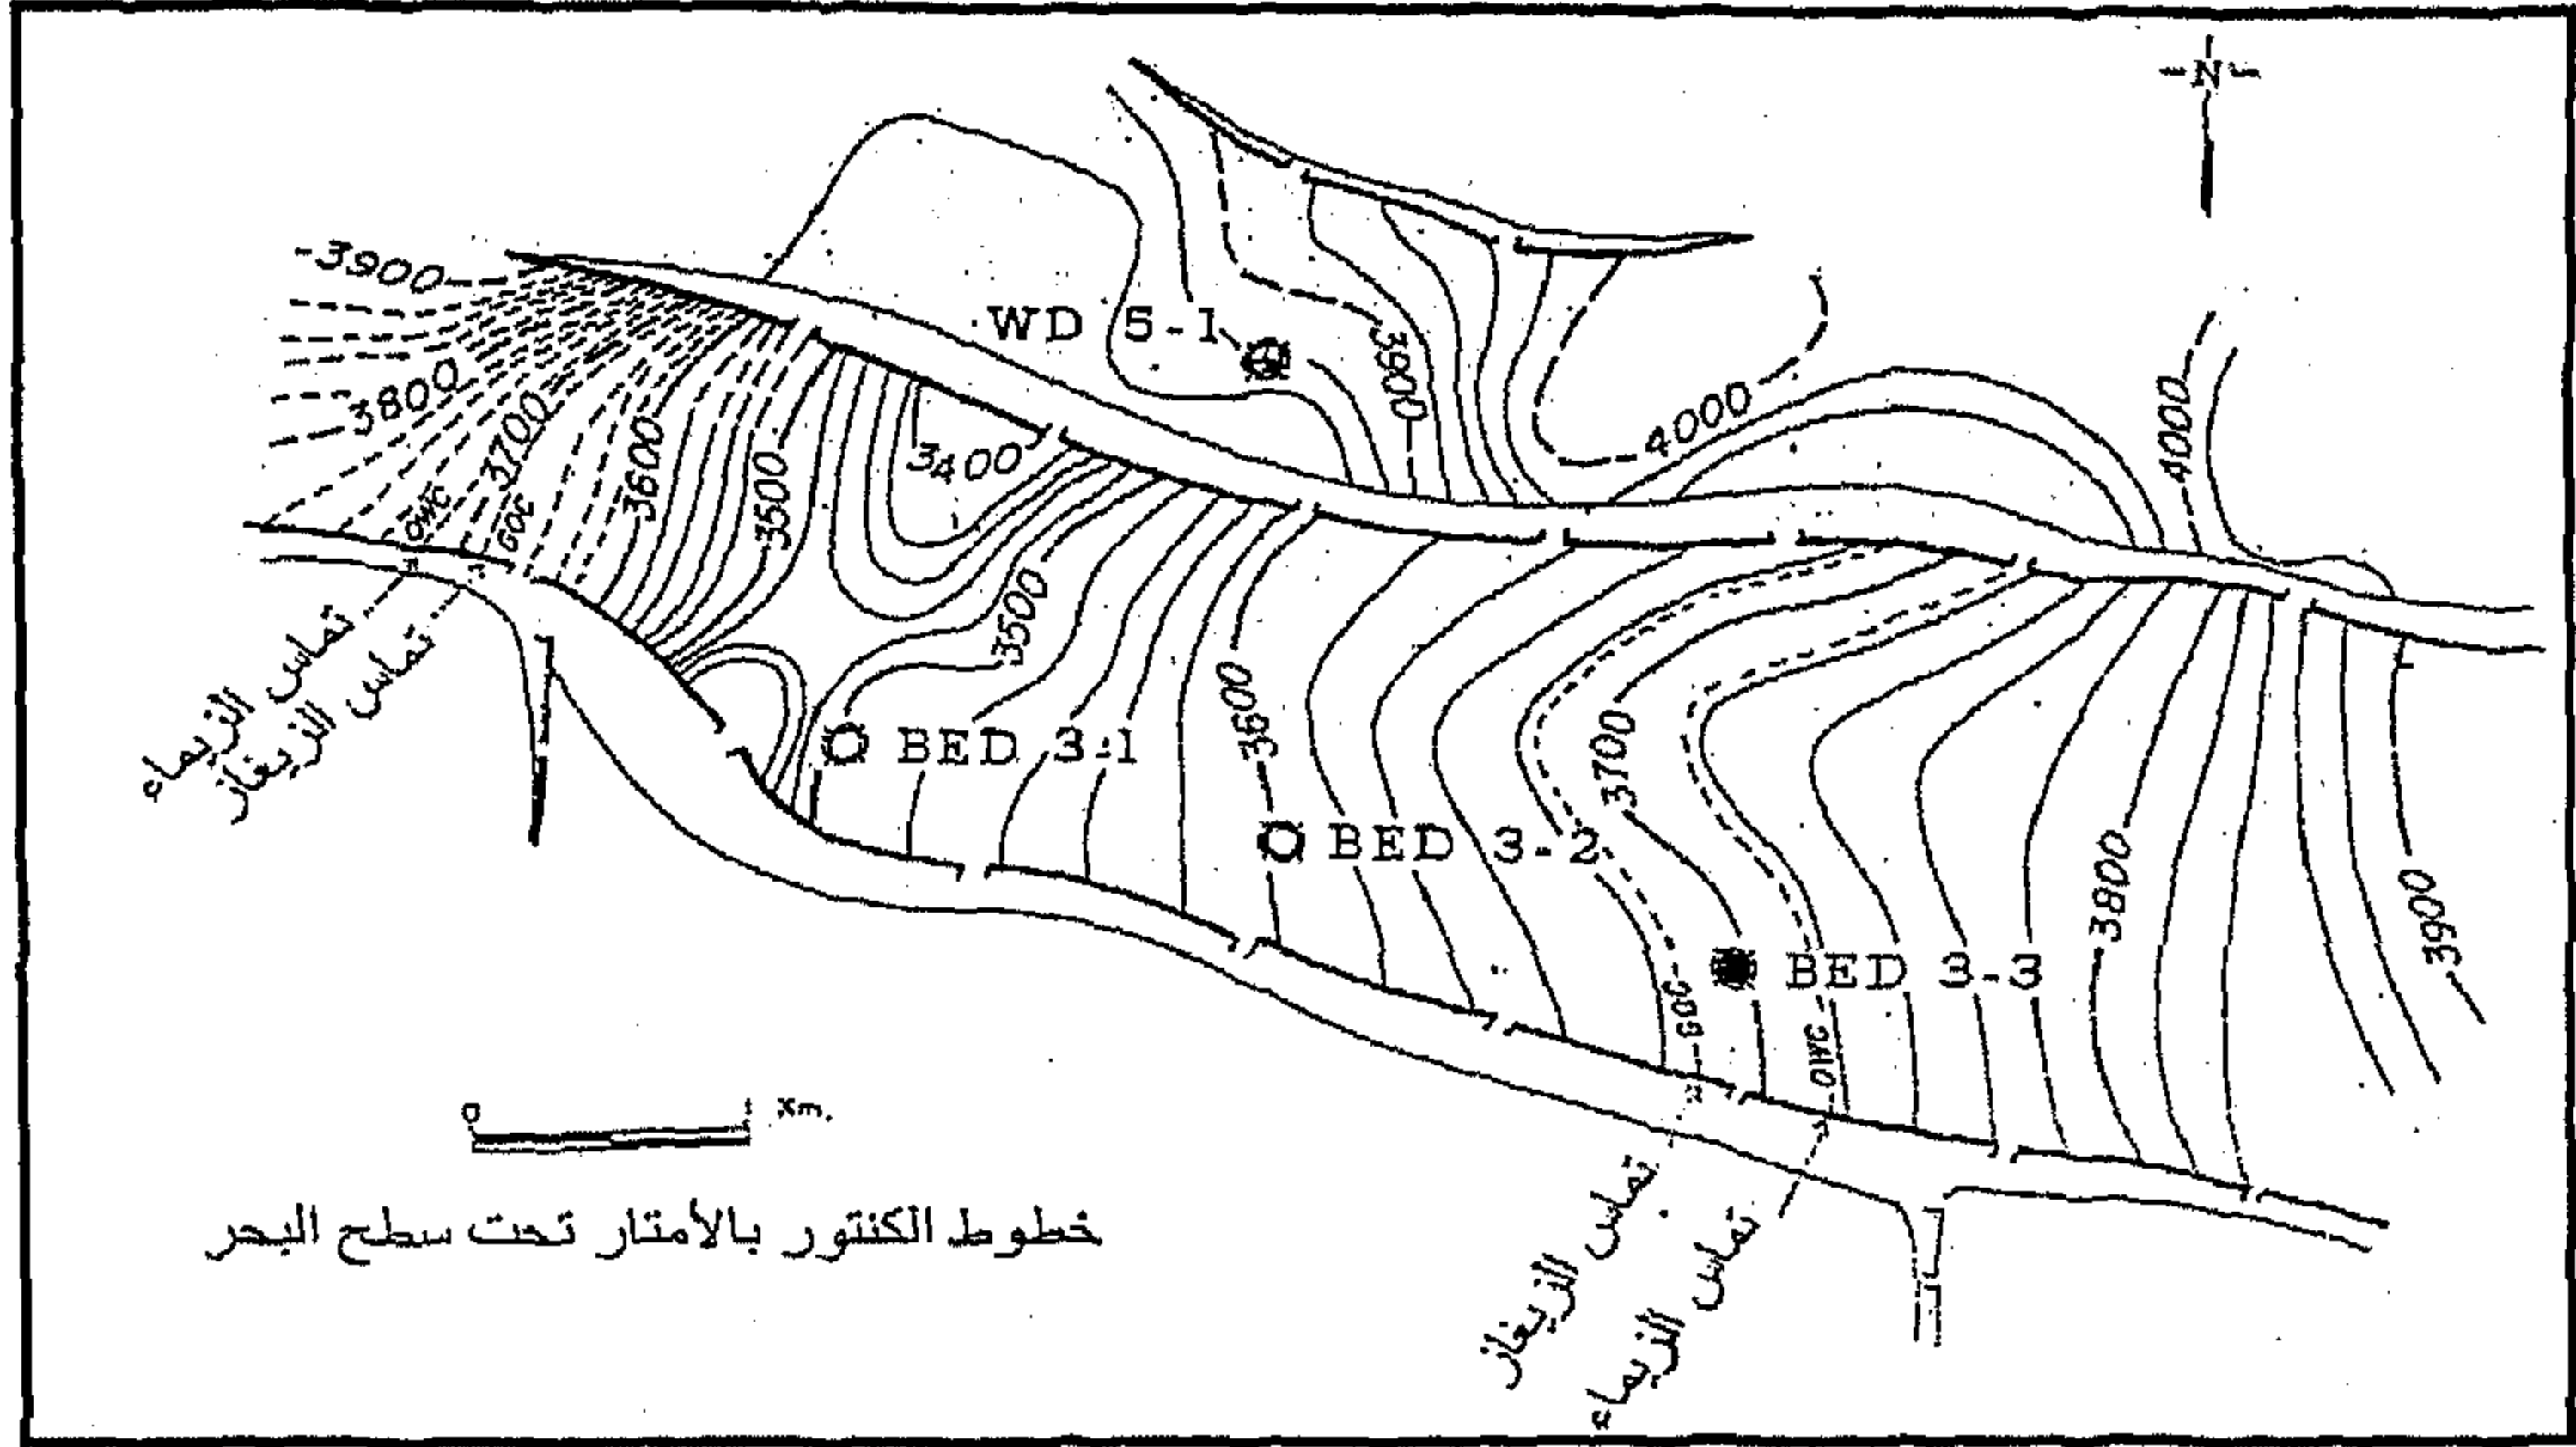 N
-3900
WD 5-1
3900
3800
3700
3600
3500
3400
4000
4000
OWC
GOC
3500
تماس الزيماء
تماس الزيغاز
3600
3700
BED 3-1
BED 3-2
BED 3-3
3800
3900
GOC
OWC
0 1 Km.
خطوط الكنتور بالأمتار تحت سطح البحر
تماس الزيغاز
تماس الزيماء